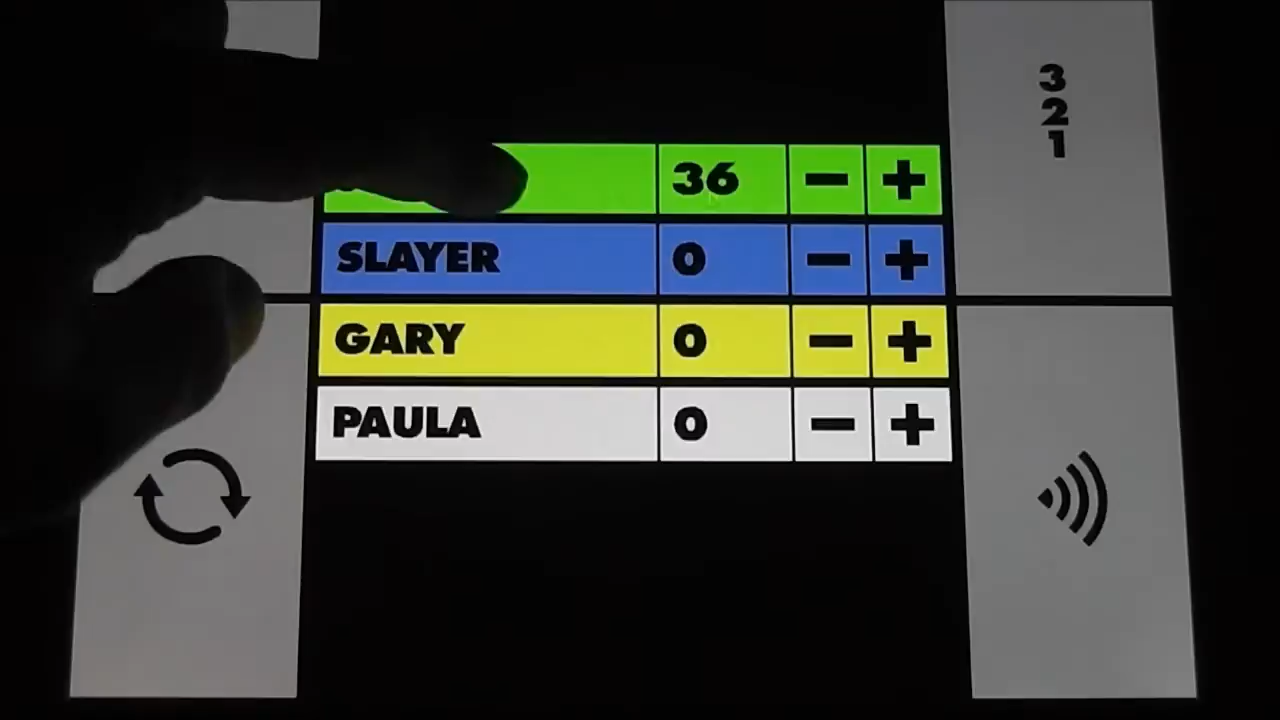 3
2
1
36 − +
SLAYER 0 − +
GARY 0 − +
PAULA 0 − +